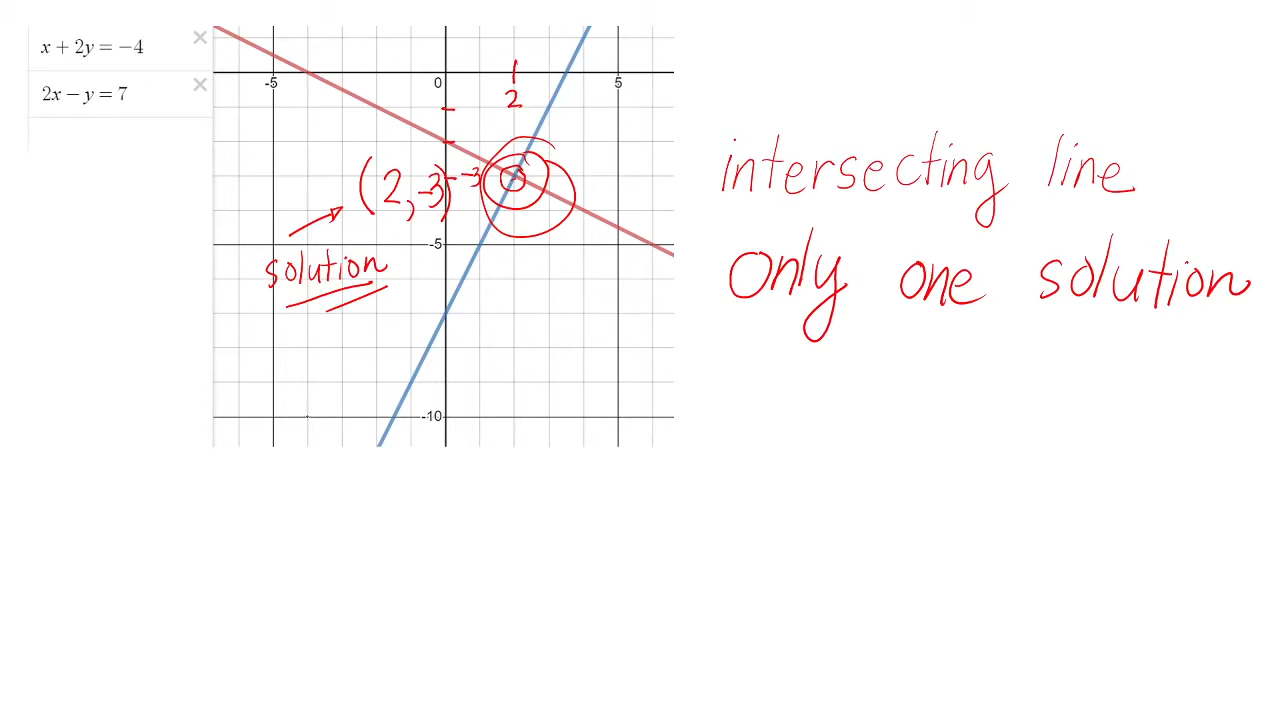 x + 2y = −4
2x − y = 7
-5
0
5
1
2
-3
(2, -3)
-5
solution
-10
intersecting line
only one solution